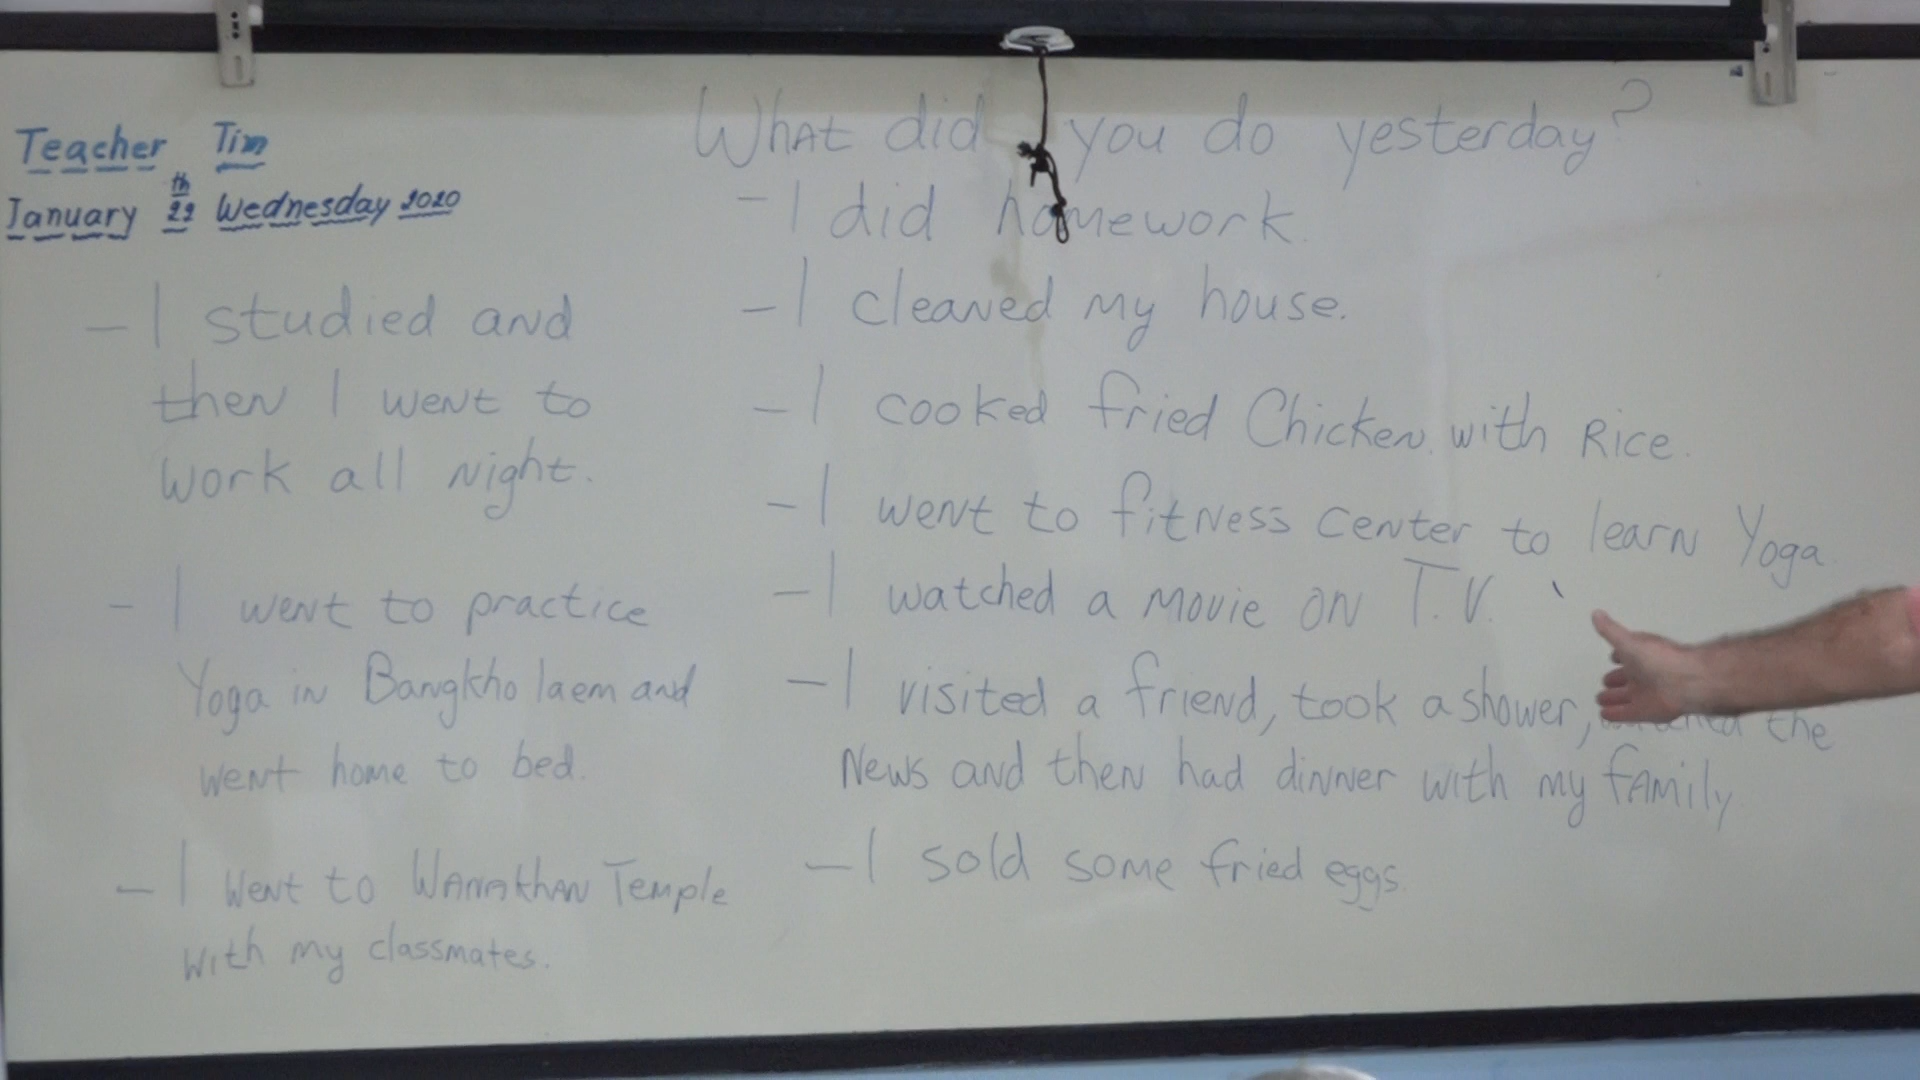 Teacher Tim
January 22th Wednesday 2020
What did you do yesterday?
- I did homework.
- I cleaned my house.
- I cooked fried Chicken with Rice.
- I went to fitness center to learn Yoga.
- I watched a movie on T.V.
- I visited a friend, took a shower, the
News and then had dinner with my family
- I sold some fried eggs.
- I studied and
then I went to
work all night.
- I went to practice
Yoga in Bangkho laem and
went home to bed.
- I went to Wanakhan Temple
with my classmates.